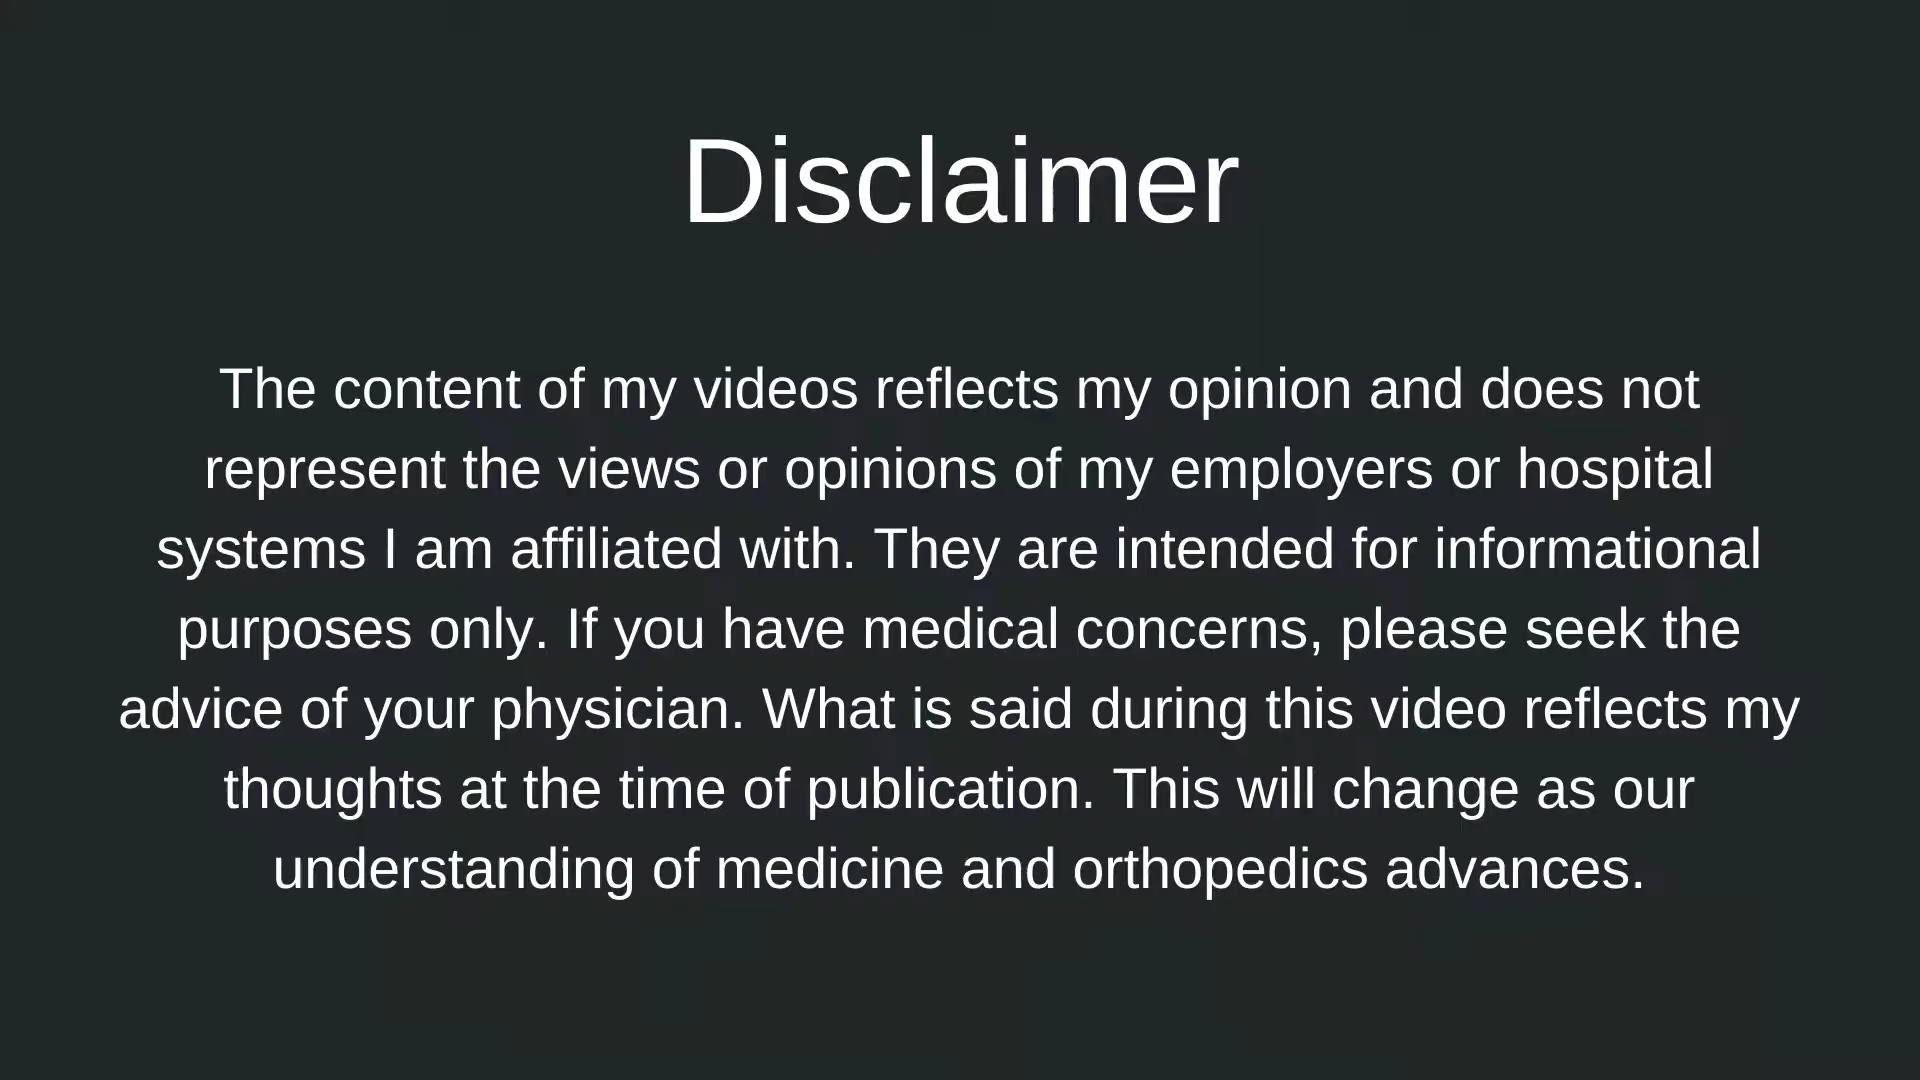 Disclaimer
The content of my videos reflects my opinion and does not
represent the views or opinions of my employers or hospital
systems I am affiliated with. They are intended for informational
purposes only. If you have medical concerns, please seek the
advice of your physician. What is said during this video reflects my
thoughts at the time of publication. This will change as our
understanding of medicine and orthopedics advances.